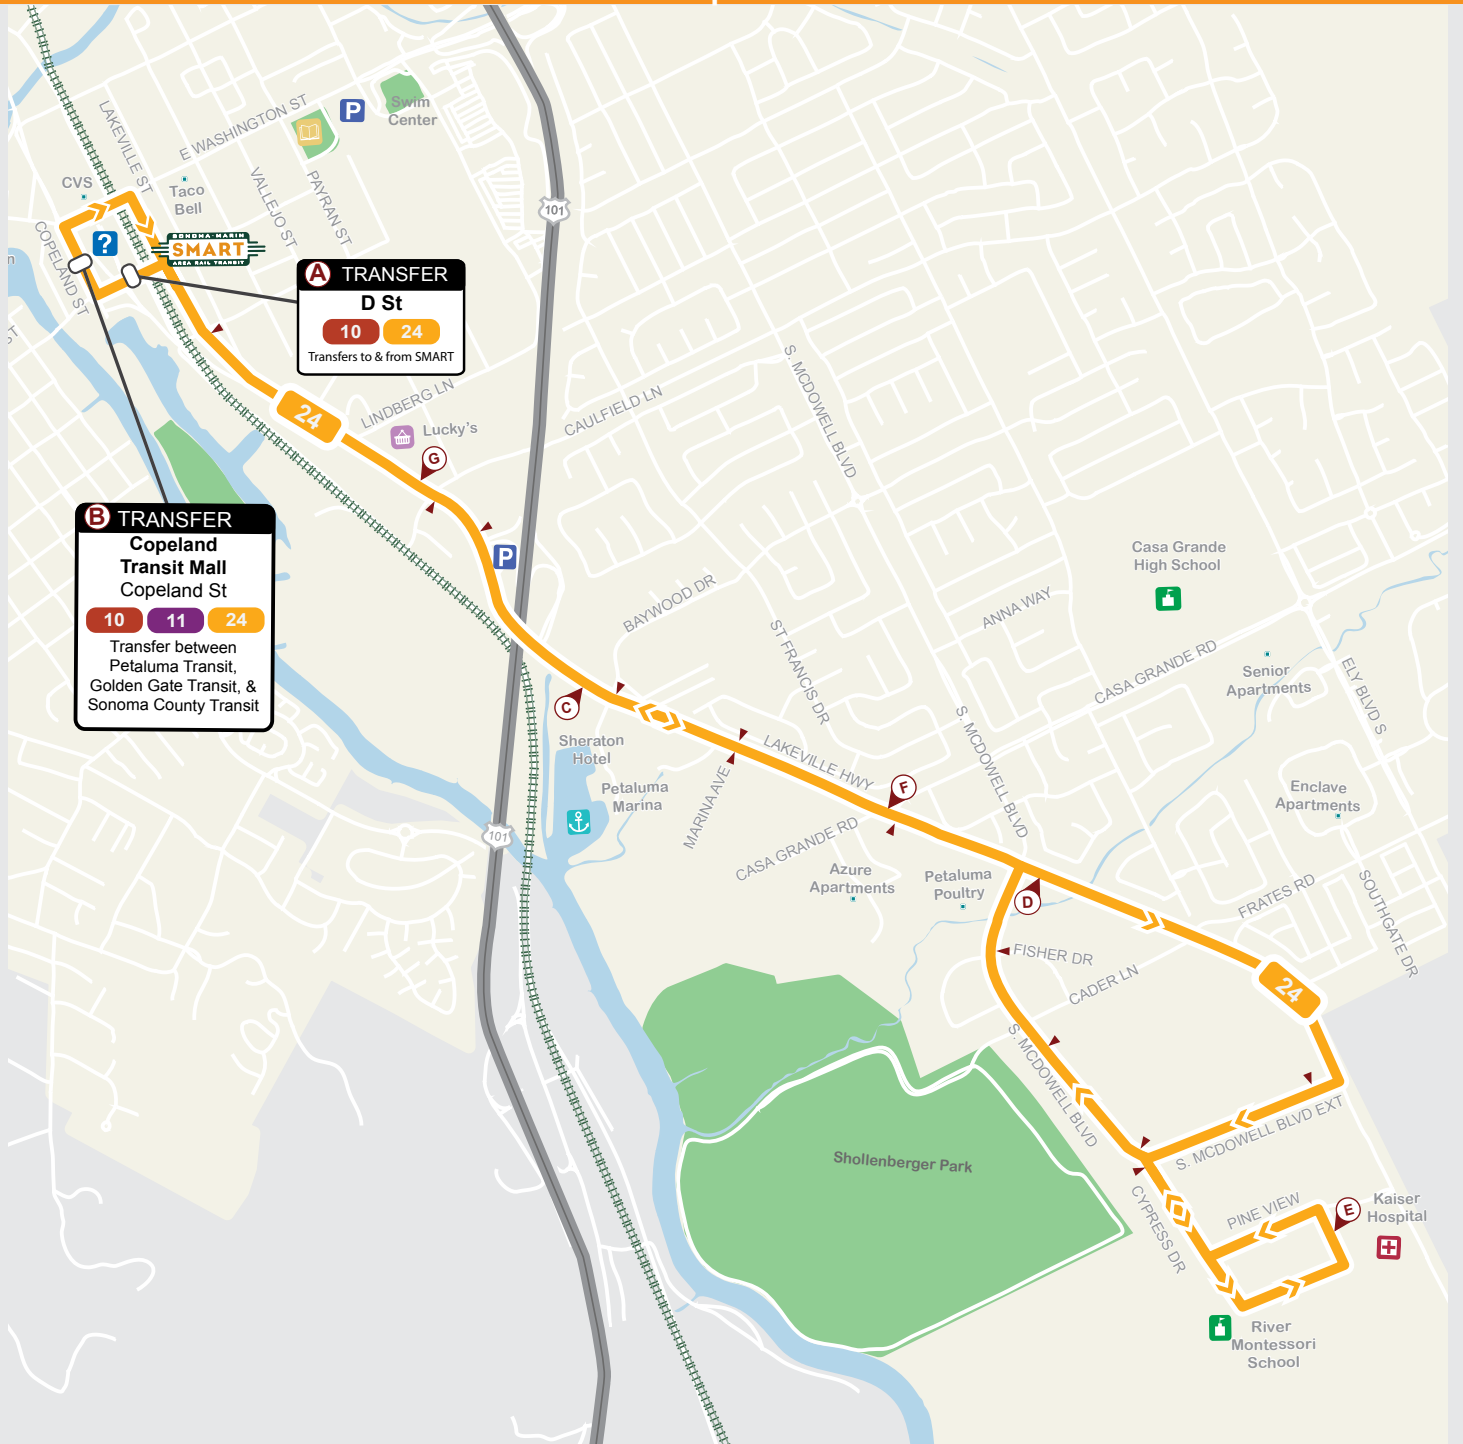 LAKEVILLE ST
E WASHINGTON ST
P
Swim
Center
CVS
Taco
Bell
VALLEJO ST
PAYRAN ST
101
COPELAND ST
?
SONOMA-MARIN
SMART
AREA RAIL TRANSIT
n
ST
A TRANSFER
D St
10 24
Transfers to & from SMART
24
LINDBERG LN
Lucky's
G
CAULFIELD LN
S. MCDOWELL BLVD
P
B TRANSFER
Copeland
Transit Mall
Copeland St
10 11 24
Transfer between
Petaluma Transit,
Golden Gate Transit, &
Sonoma County Transit
BAYWOOD DR
ST FRANCIS DR
ANNA WAY
Casa Grande
High School
CASA GRANDE RD
Senior
Apartments
ELY BLVD S
C
Sheraton
Hotel
Petaluma
Marina
101
MARINA AVE
LAKEVILLE HWY
F
S. MCDOWELL BLVD
CASA GRANDE RD
Enclave
Apartments
Azure
Apartments
Petaluma
Poultry
D
FRATES RD
SOUTHGATE DR
FISHER DR
CADER LN
24
S. MCDOWELL BLVD
S. MCDOWELL BLVD EXT
Shollenberger Park
CYPRESS DR
PINE VIEW
E
Kaiser
Hospital
River
Montessori
School